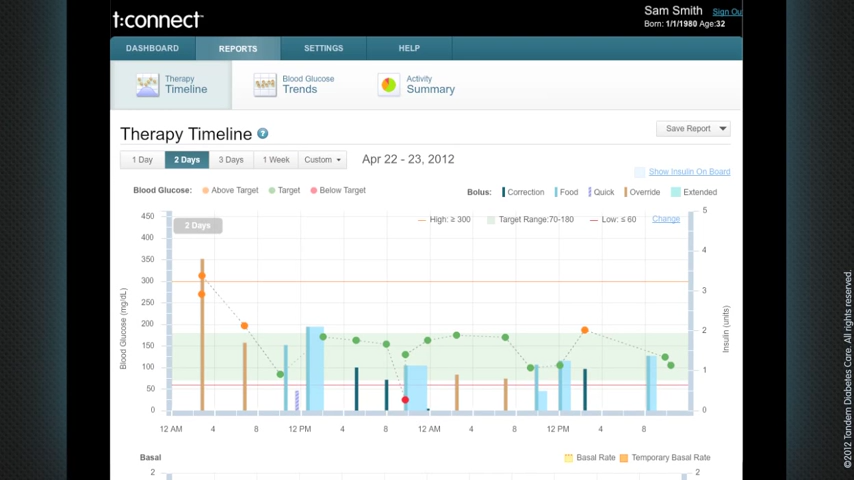 t:connect™
Sam Smith
Sign Ou
Born: 1/1/1980 Age:32
DASHBOARD
REPORTS
SETTINGS
HELP
Therapy
Timeline
Blood Glucose
Trends
Activity
Summary
Therapy Timeline ?
Save Report
1 Day
2 Days
3 Days
1 Week
Custom
Apr 22 - 23, 2012
Show Insulin On Board
Blood Glucose: Above Target Target Below Target
Bolus: Correction Food Quick Override Extended
2 Days
High: ≥ 300 Target Range:70-180 Low: ≤ 60 Change
450
400
350
300
250
200
150
100
50
0
Blood Glucose (mg/dL)
5
4
3
2
1
0
Insulin (units)
12 AM 4 8 12 PM 4 8 12 AM 4 8 12 PM 4 8
Basal
Basal Rate Temporary Basal Rate
2 2
©2012 Tandem Diabetes Care. All rights reserved.